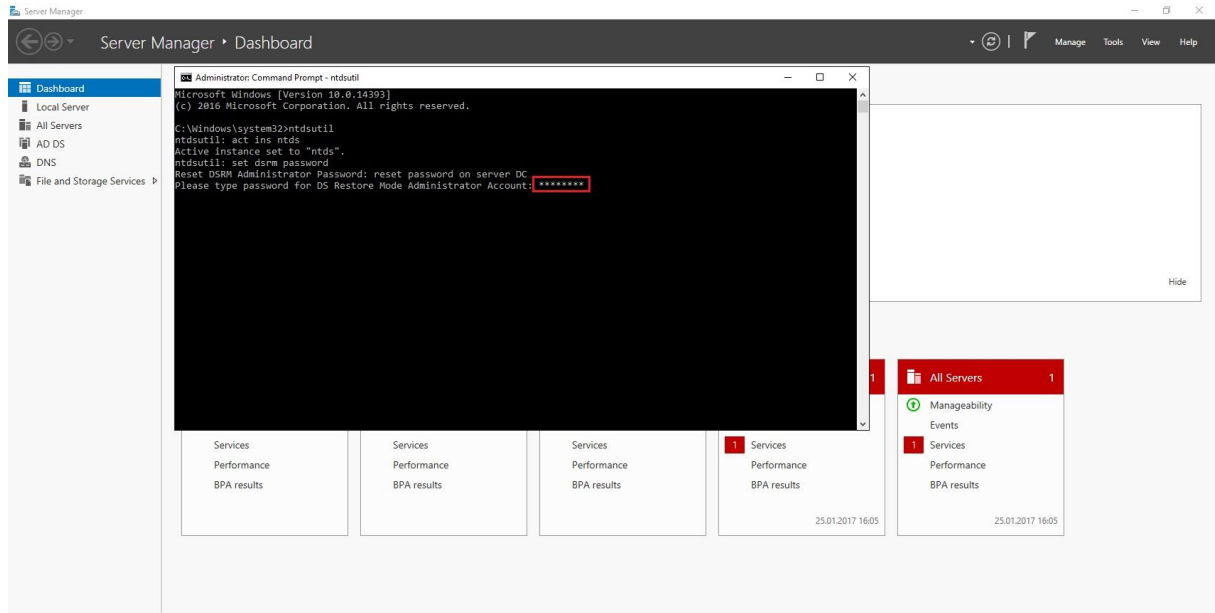 Server Manager
Server Manager • Dashboard
Manage Tools View Help
Dashboard
Local Server
All Servers
AD DS
DNS
File and Storage Services
Administrator: Command Prompt - ntdsutil
Microsoft Windows [Version 10.0.14393]
(c) 2016 Microsoft Corporation. All rights reserved.
C:\Windows\system32>ntdsutil
ntdsutil: act ins ntds
Active instance set to "ntds".
ntdsutil: set dsrm password
Reset DSRM Administrator Password: reset password on server DC
Please type password for DS Restore Mode Administrator Account: ********
Hide
Services
Performance
BPA results
Services
Performance
BPA results
Services
Performance
BPA results
1
1 Services
Performance
BPA results
25.01.2017 16:05
All Servers 1
Manageability
Events
1 Services
Performance
BPA results
25.01.2017 16:05